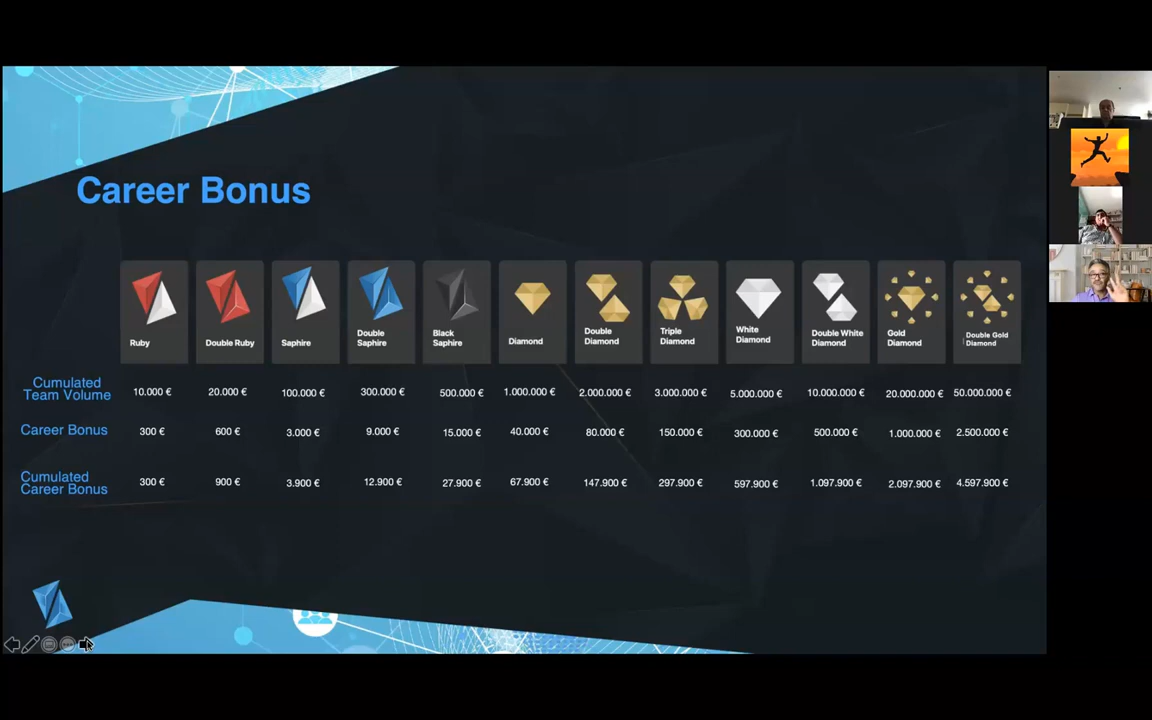 Career Bonus
Ruby
Double Ruby
Saphire
Double
Saphire
Black
Saphire
Diamond
Double
Diamond
Triple
Diamond
White
Diamond
Double White
Diamond
Gold
Diamond
Double Gold
Diamond
Cumulated
Team Volume
10.000 € 20.000 € 100.000 € 300.000 € 500.000 € 1.000.000 € 2.000.000 € 3.000.000 € 5.000.000 € 10.000.000 € 20.000.000 € 50.000.000 €
Career Bonus 300 € 600 € 3.000 € 9.000 € 15.000 € 40.000 € 80.000 € 150.000 € 300.000 € 500.000 € 1.000.000 € 2.500.000 €
Cumulated
Career Bonus
300 € 900 € 3.900 € 12.900 € 27.900 € 67.900 € 147.900 € 297.900 € 597.900 € 1.097.900 € 2.097.900 € 4.597.900 €